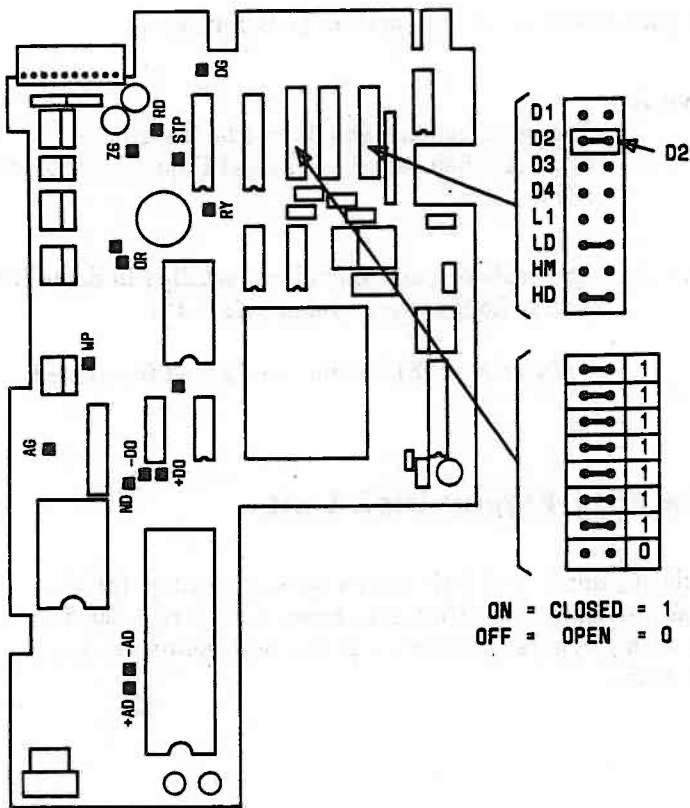 DG
RD
STP
Z6
RY
OR
WP
AG
-DO
+DO
ND
-AD
+AD
D1
D2
D3
D4
L1
LD
HM
HD
D2
1
1
1
1
1
1
1
0
ON = CLOSED = 1
OFF = OPEN = 0